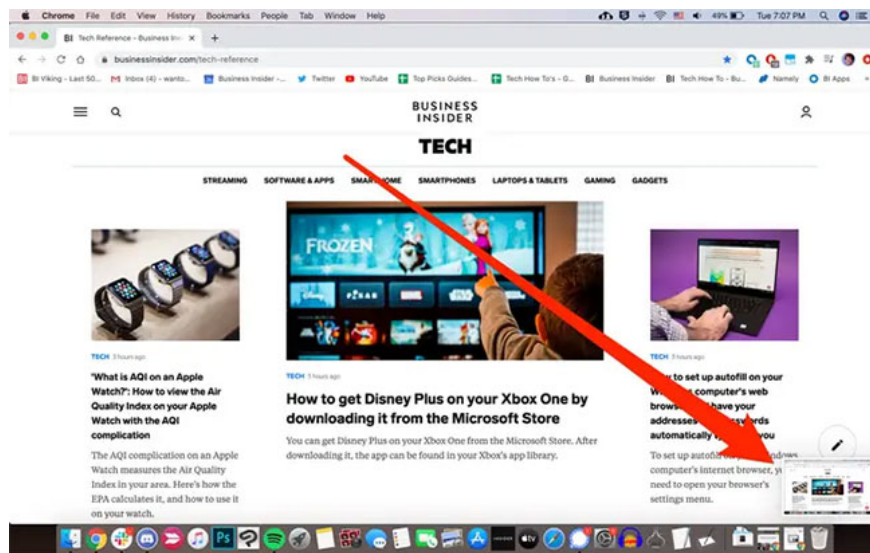 Chrome File Edit View History Bookmarks People Tab Window Help
49% Tue 7:07 PM
BI Tech Reference - Business In
businessinsider.com/tech-reference
BI Viking - Last 50... Inbox (4) - wanto... Business Insider -... Twitter YouTube Top Picks Guides... Tech How To's - G... BI Business Insider BI Tech How To - Bu... Namely BI Apps
BUSINESS
INSIDER
TECH
STREAMING SOFTWARE & APPS SMARTPHONES LAPTOPS & TABLETS GAMING GADGETS
FROZEN
Disney PIXAR MARVEL
TECH 3 hours ago
"What is AQI on an Apple
Watch?': How to view the Air
Quality Index on your Apple
Watch with the AQI
complication
The AQI complication on an Apple
Watch measures the Air Quality
Index in your area. Here's how the
EPA calculates it, and how to use it
on your watch.
TECH 3 hours ago
How to get Disney Plus on your Xbox One by
downloading it from the Microsoft Store
You can get Disney Plus on your Xbox One from the Microsoft Store. After
downloading it, the app can be found in your Xbox's app library.
TECH 3 hours ago
to set up autofill on your
computer's web
have your
addresses
automatically you
To set up autofill
computer's internet browser,
need to open your browser's
settings menu.
Ps